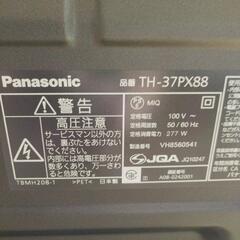 Panasonic
品番 TH-37PX88
警告
高圧注意
サービスマン以外の方は、
裏ぶたをあけないでください。
内部には高電圧部分が数多く
あり、万一さわると危険です。
TBM H20B-1 >PET< 日本製
MIQ
定格電圧 100 V~
定格周波数 50 / 60 Hz
定格消費電力 277 W
製造番号 VH8560541
JQA JQ10247
A08-0242001